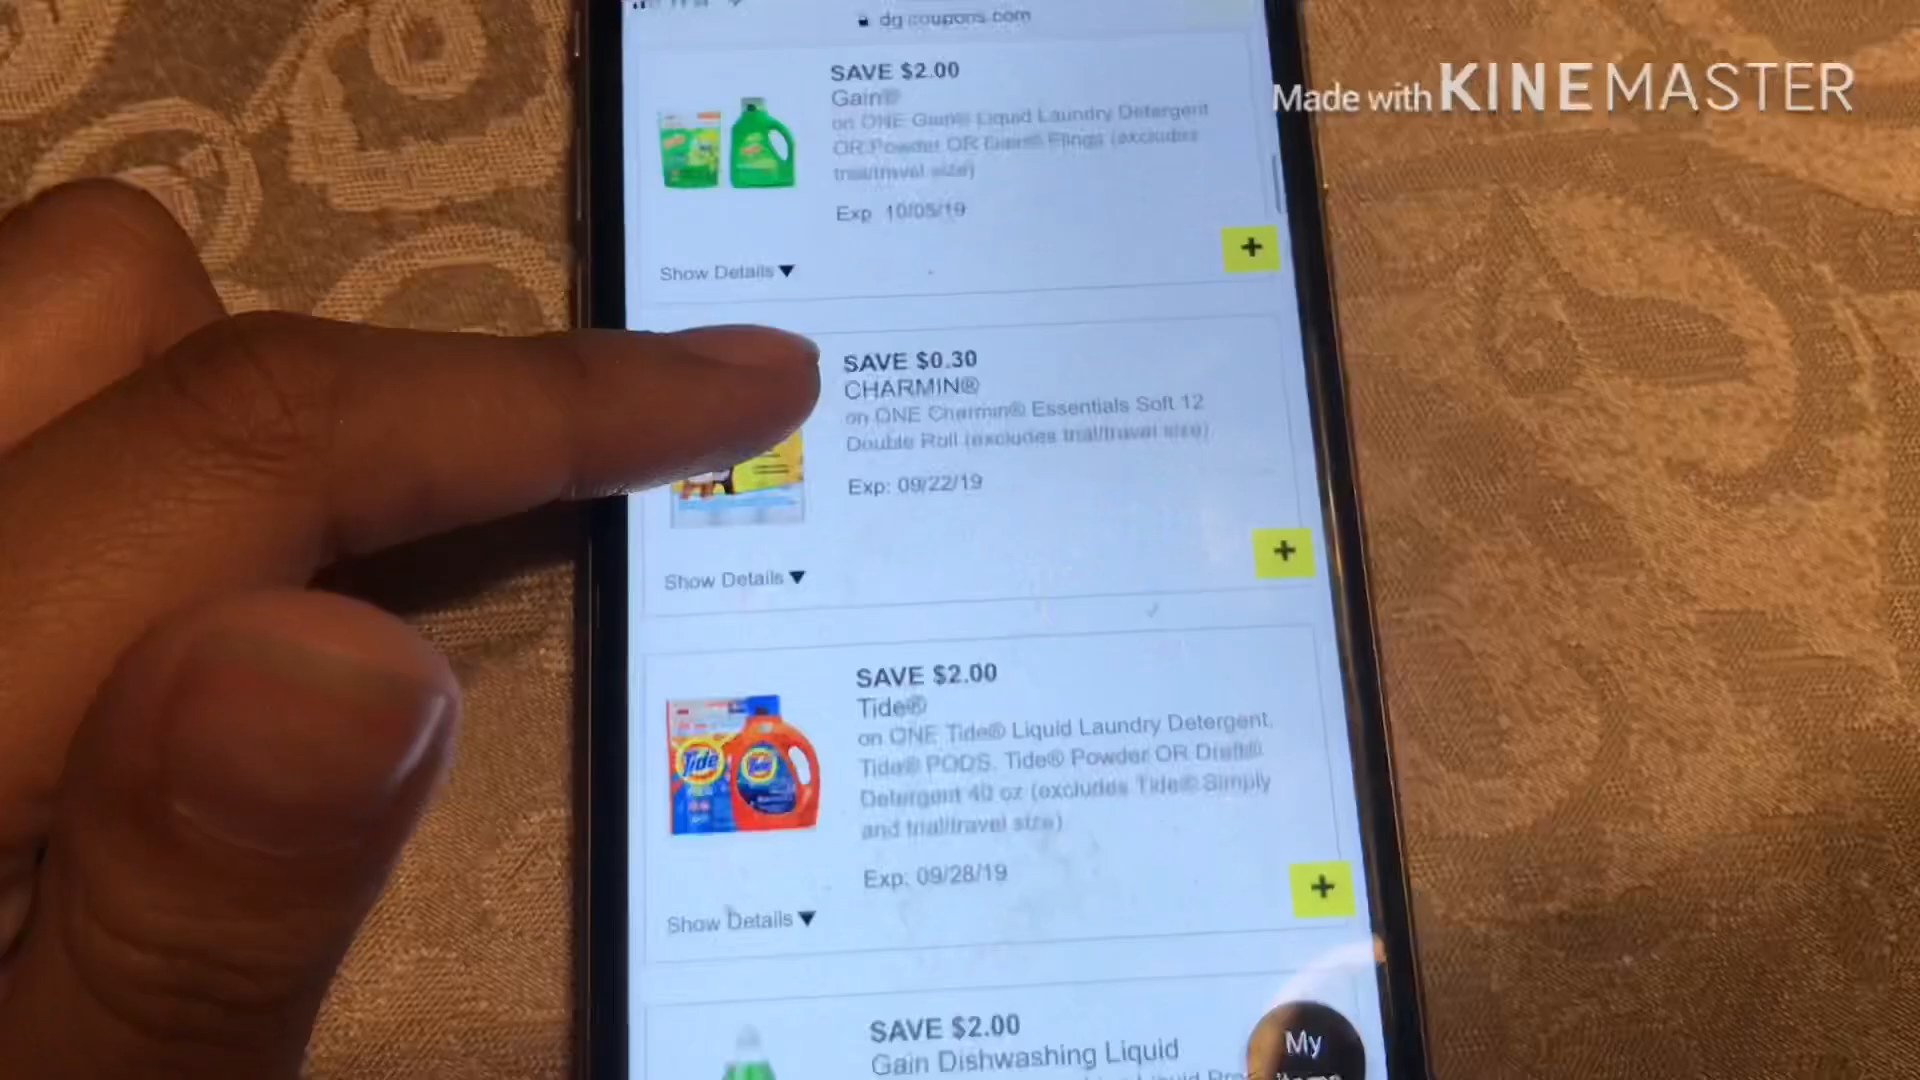 dg coupons.com
Made with KINEMASTER
SAVE $2.00
Gain®
on ONE Gain® Liquid Laundry Detergent
OR Powder OR Gain® Flings (excludes
trial/travel size)
Exp 10/05/19
+
Show Details ▼
SAVE $0.30
CHARMIN®
on ONE Charmin® Essentials Soft 12
Double Roll (excludes trial/travel size)
Exp: 09/22/19
+
Show Details ▼
SAVE $2.00
Tide®
on ONE Tide® Liquid Laundry Detergent,
Tide® PODS, Tide® Powder OR Dreft®
Detergent 40 oz (excludes Tide® Simply
and trial/travel size)
Tide
Tide
Exp: 09/28/19
+
Show Details ▼
SAVE $2.00
Gain Dishwashing Liquid
My